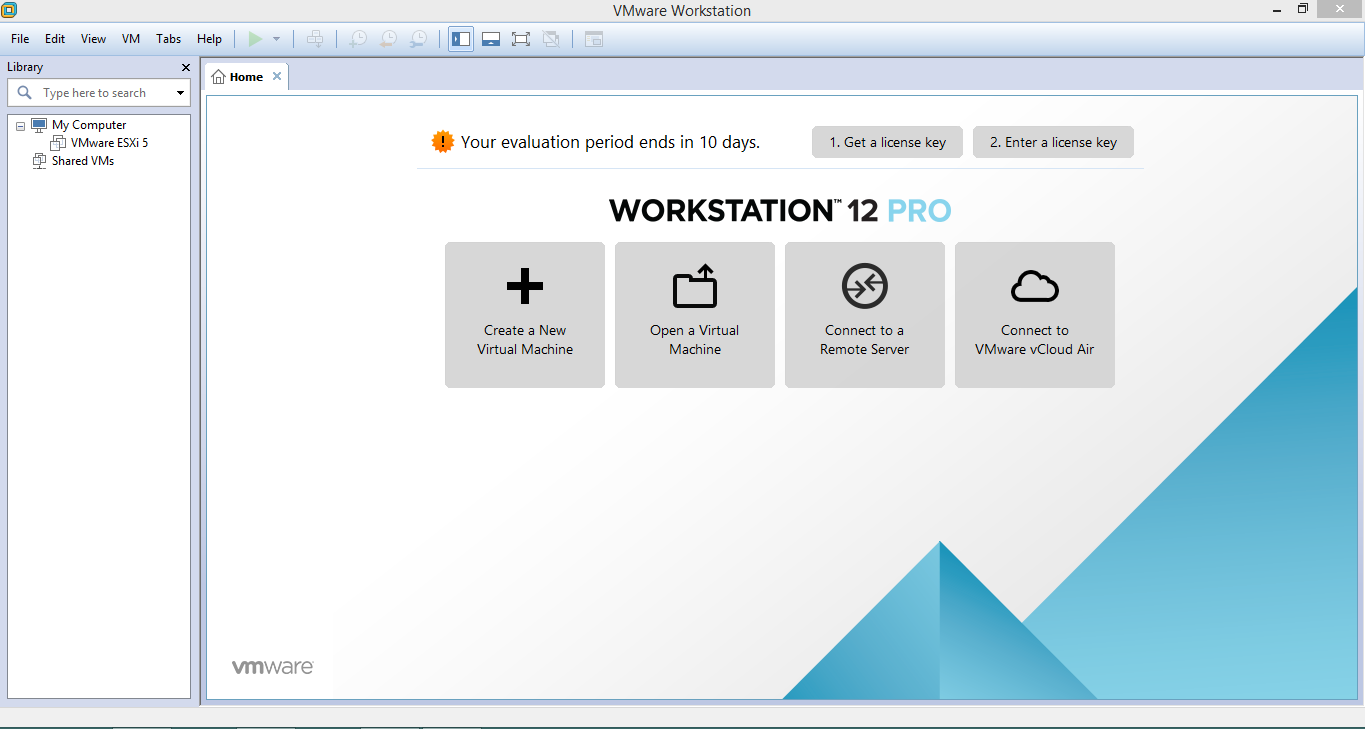 VMware Workstation
File Edit View VM Tabs Help
Library
Type here to search
My Computer
VMware ESXi 5
Shared VMs
Home
Your evaluation period ends in 10 days.
1. Get a license key
2. Enter a license key
WORKSTATION™ 12 PRO
Create a New
Virtual Machine
Open a Virtual
Machine
Connect to a
Remote Server
Connect to
VMware vCloud Air
vmware